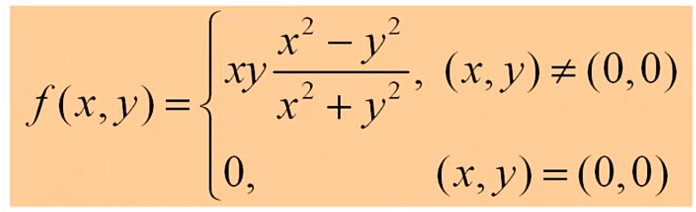 f(x,y) = { xy (x² − y²)/(x² + y²), (x,y) ≠ (0,0)
0, (x,y) = (0,0)